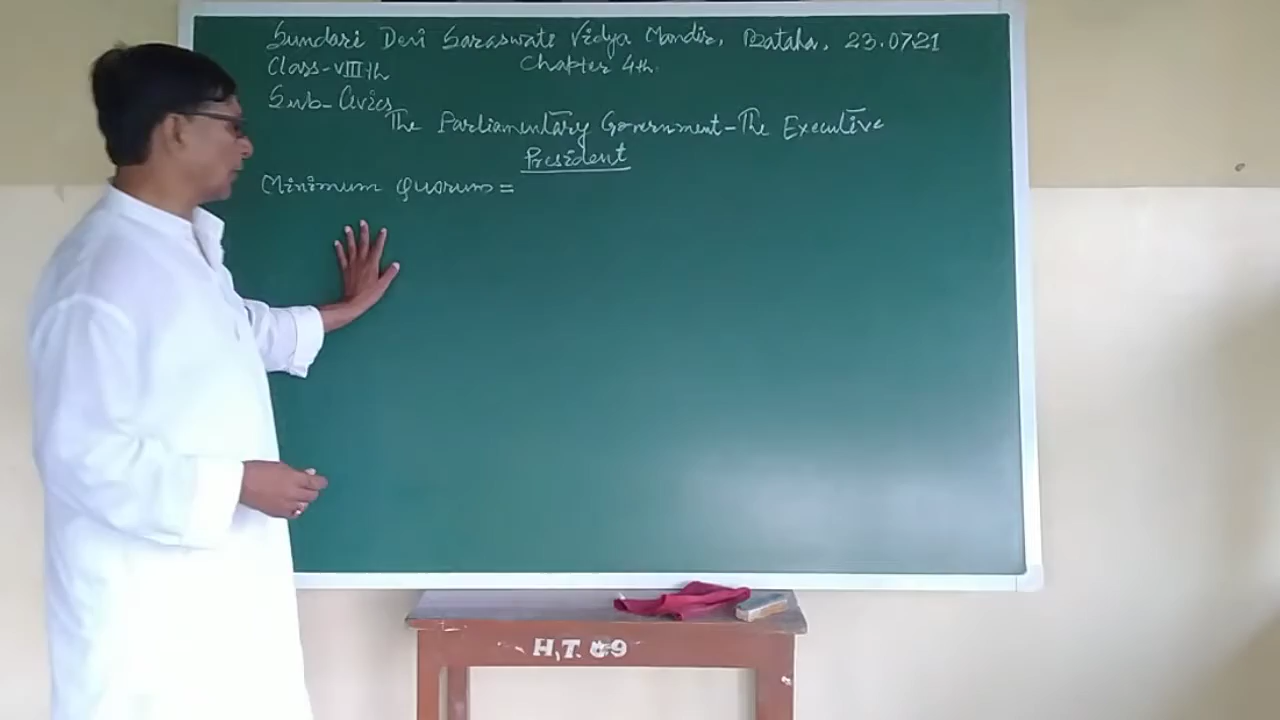 Sundari Devi Saraswati Vidya Mandir, Bataha, 23.07.21
Class-VIIIth
Chapter 4th.
Sub-Civics
The Parliamentary Government-The Executive
President
Minimum Quorum =
H.T. 69